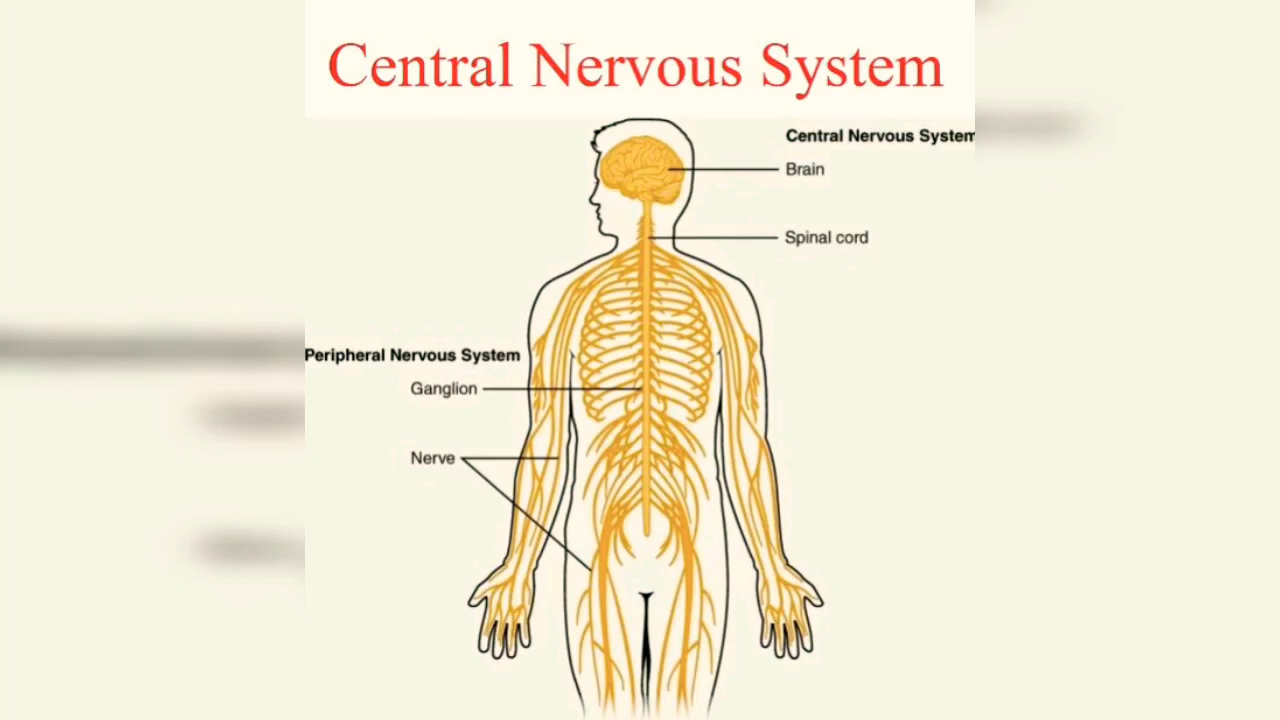 Central Nervous System
Central Nervous System
Brain
Spinal cord
Peripheral Nervous System
Ganglion
Nerve